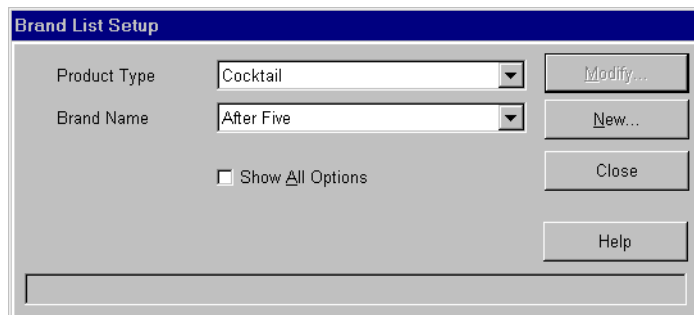 Brand List Setup
Product Type
Cocktail
Modify...
Brand Name
After Five
New...
Show All Options
Close
Help